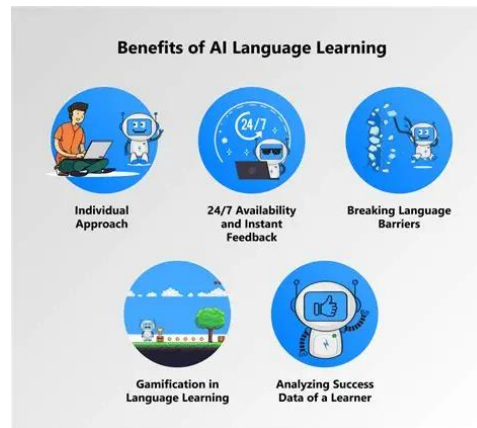 Benefits of AI Language Learning
24/7
Individual
Approach
24/7 Availability
and Instant
Feedback
Breaking Language
Barriers
Gamification in
Language Learning
Analyzing Success
Data of a Learner